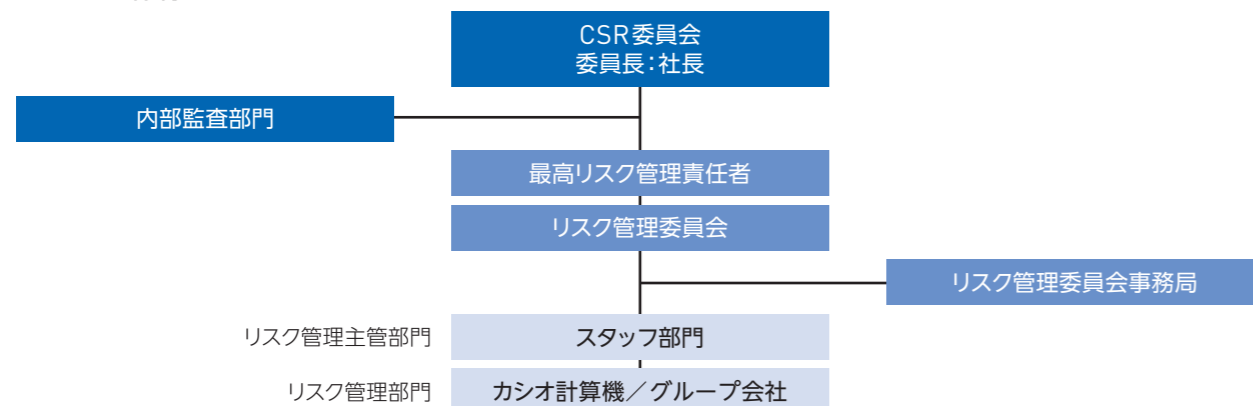 CSR委員会
委員長：社長
内部監査部門
最高リスク管理責任者
リスク管理委員会
リスク管理委員会事務局
リスク管理主管部門
スタッフ部門
リスク管理部門
カシオ計算機／グループ会社